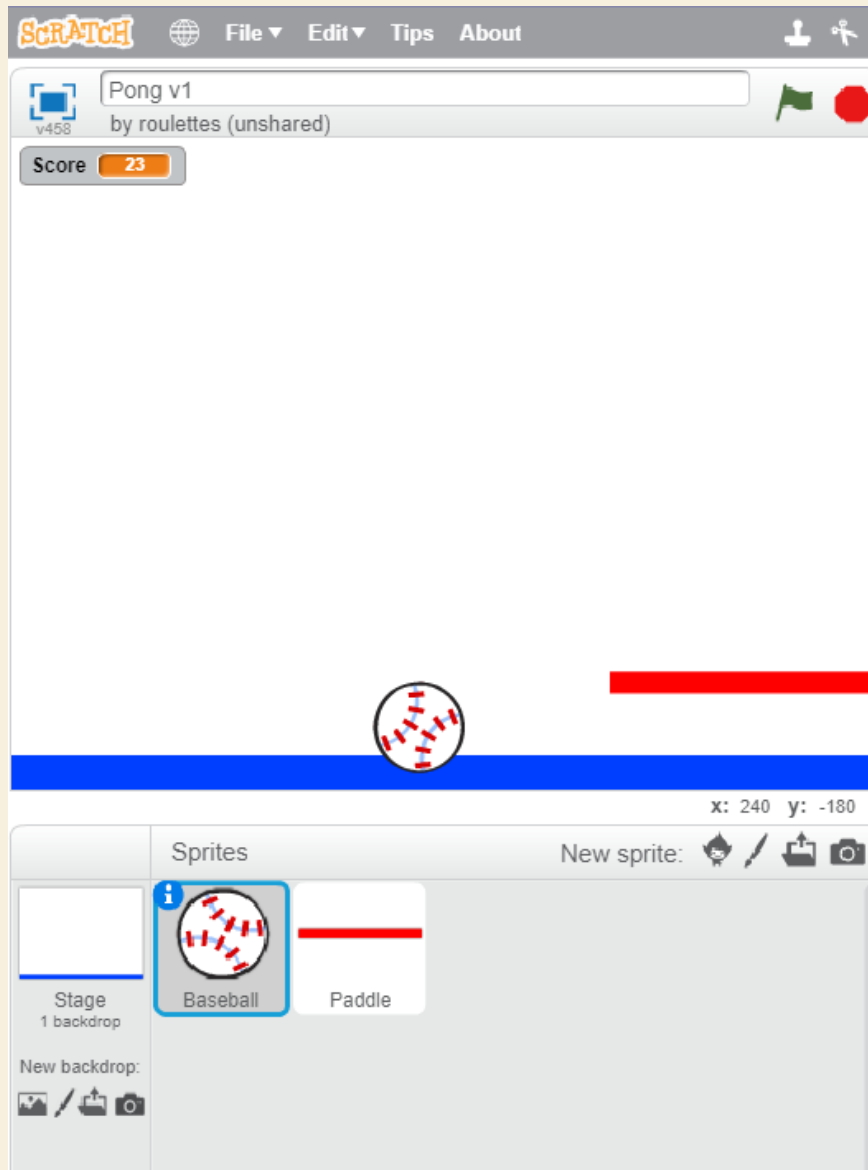 SCRATCH File Edit Tips About
Pong v1
v458 by roulettes (unshared)
Score 23
x: 240 y: -180
Sprites New sprite:
i
Baseball Paddle
Stage
1 backdrop
New backdrop: